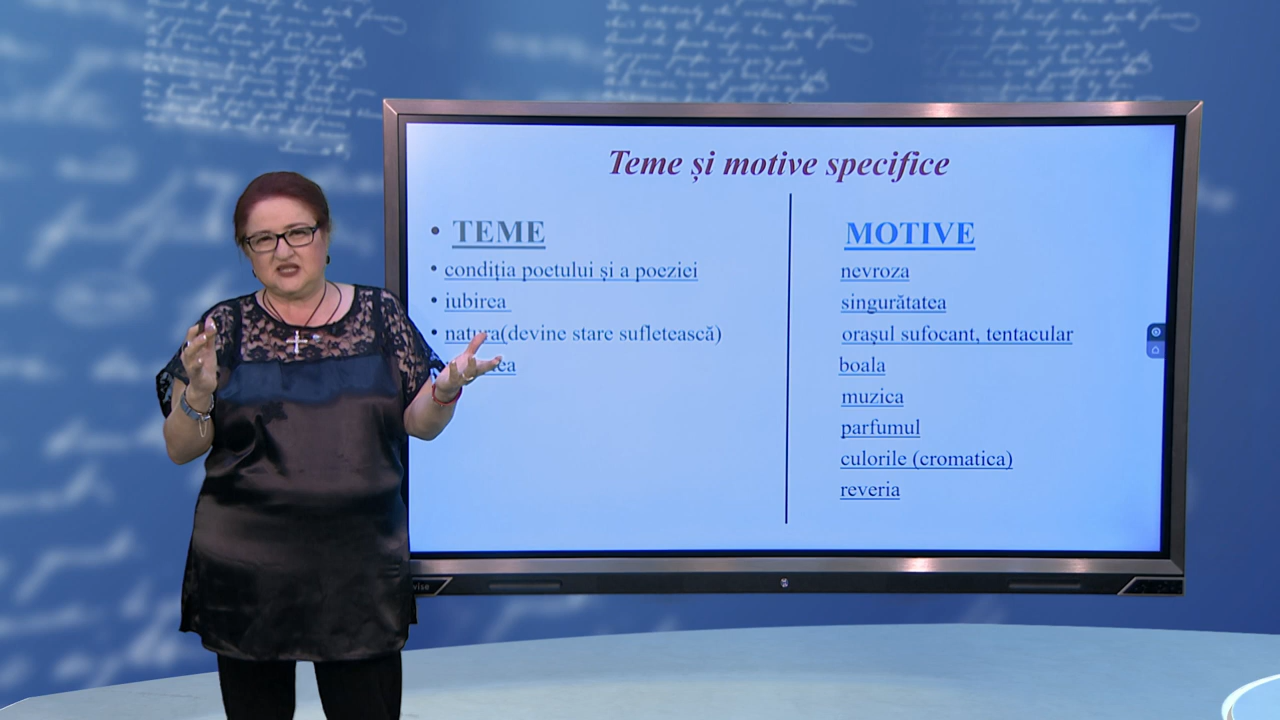 Teme și motive specifice
• TEME
• condiția poetului și a poeziei
• iubirea
• natura(devine stare sufletească)
MOTIVE
nevroza
singurătatea
orașul sufocant, tentacular
boala
muzica
parfumul
culorile (cromatica)
reveria